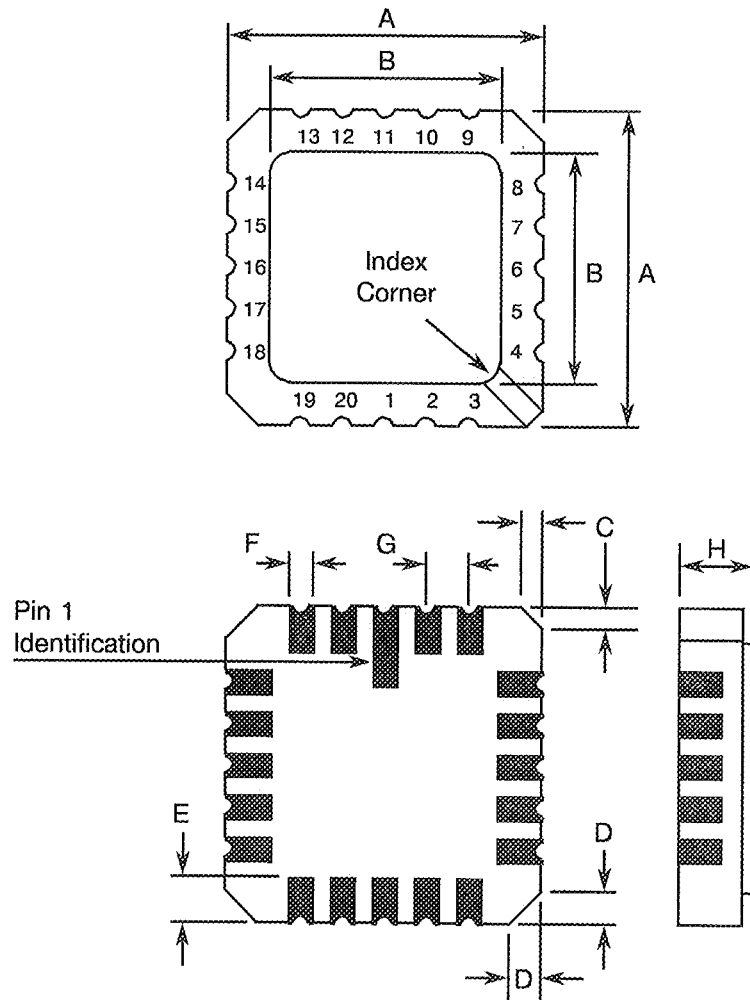 A
B
13 12 11 10 9
14 8
15 7
16 6
17 5
18 4
Index
Corner
B A
19 20 1 2 3
F G C H
Pin 1
Identification
E D
D